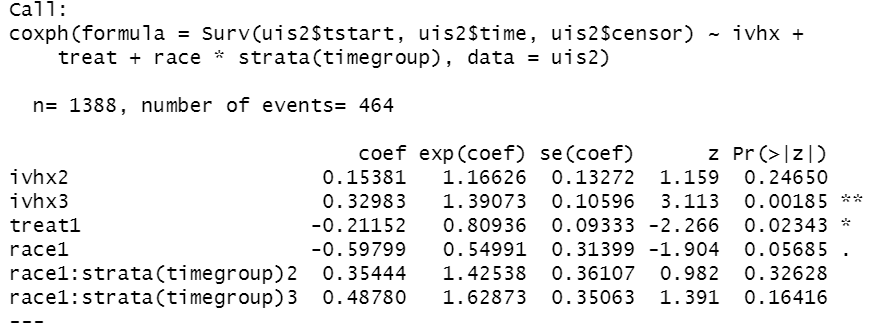 Call:
coxph(formula = Surv(uis2$tstart, uis2$time, uis2$censor) ~ ivhx +
    treat + race * strata(timegroup), data = uis2)

  n= 1388, number of events= 464

                             coef exp(coef) se(coef)      z Pr(>|z|)
ivhx2                     0.15381   1.16626  0.13272  1.159  0.24650
ivhx3                     0.32983   1.39073  0.10596  3.113  0.00185 **
treat1                   -0.21152   0.80936  0.09333 -2.266  0.02343 *
race1                    -0.59799   0.54991  0.31399 -1.904  0.05685 .
race1:strata(timegroup)2  0.35444   1.42538  0.36107  0.982  0.32628
race1:strata(timegroup)3  0.48780   1.62873  0.35063  1.391  0.16416
---